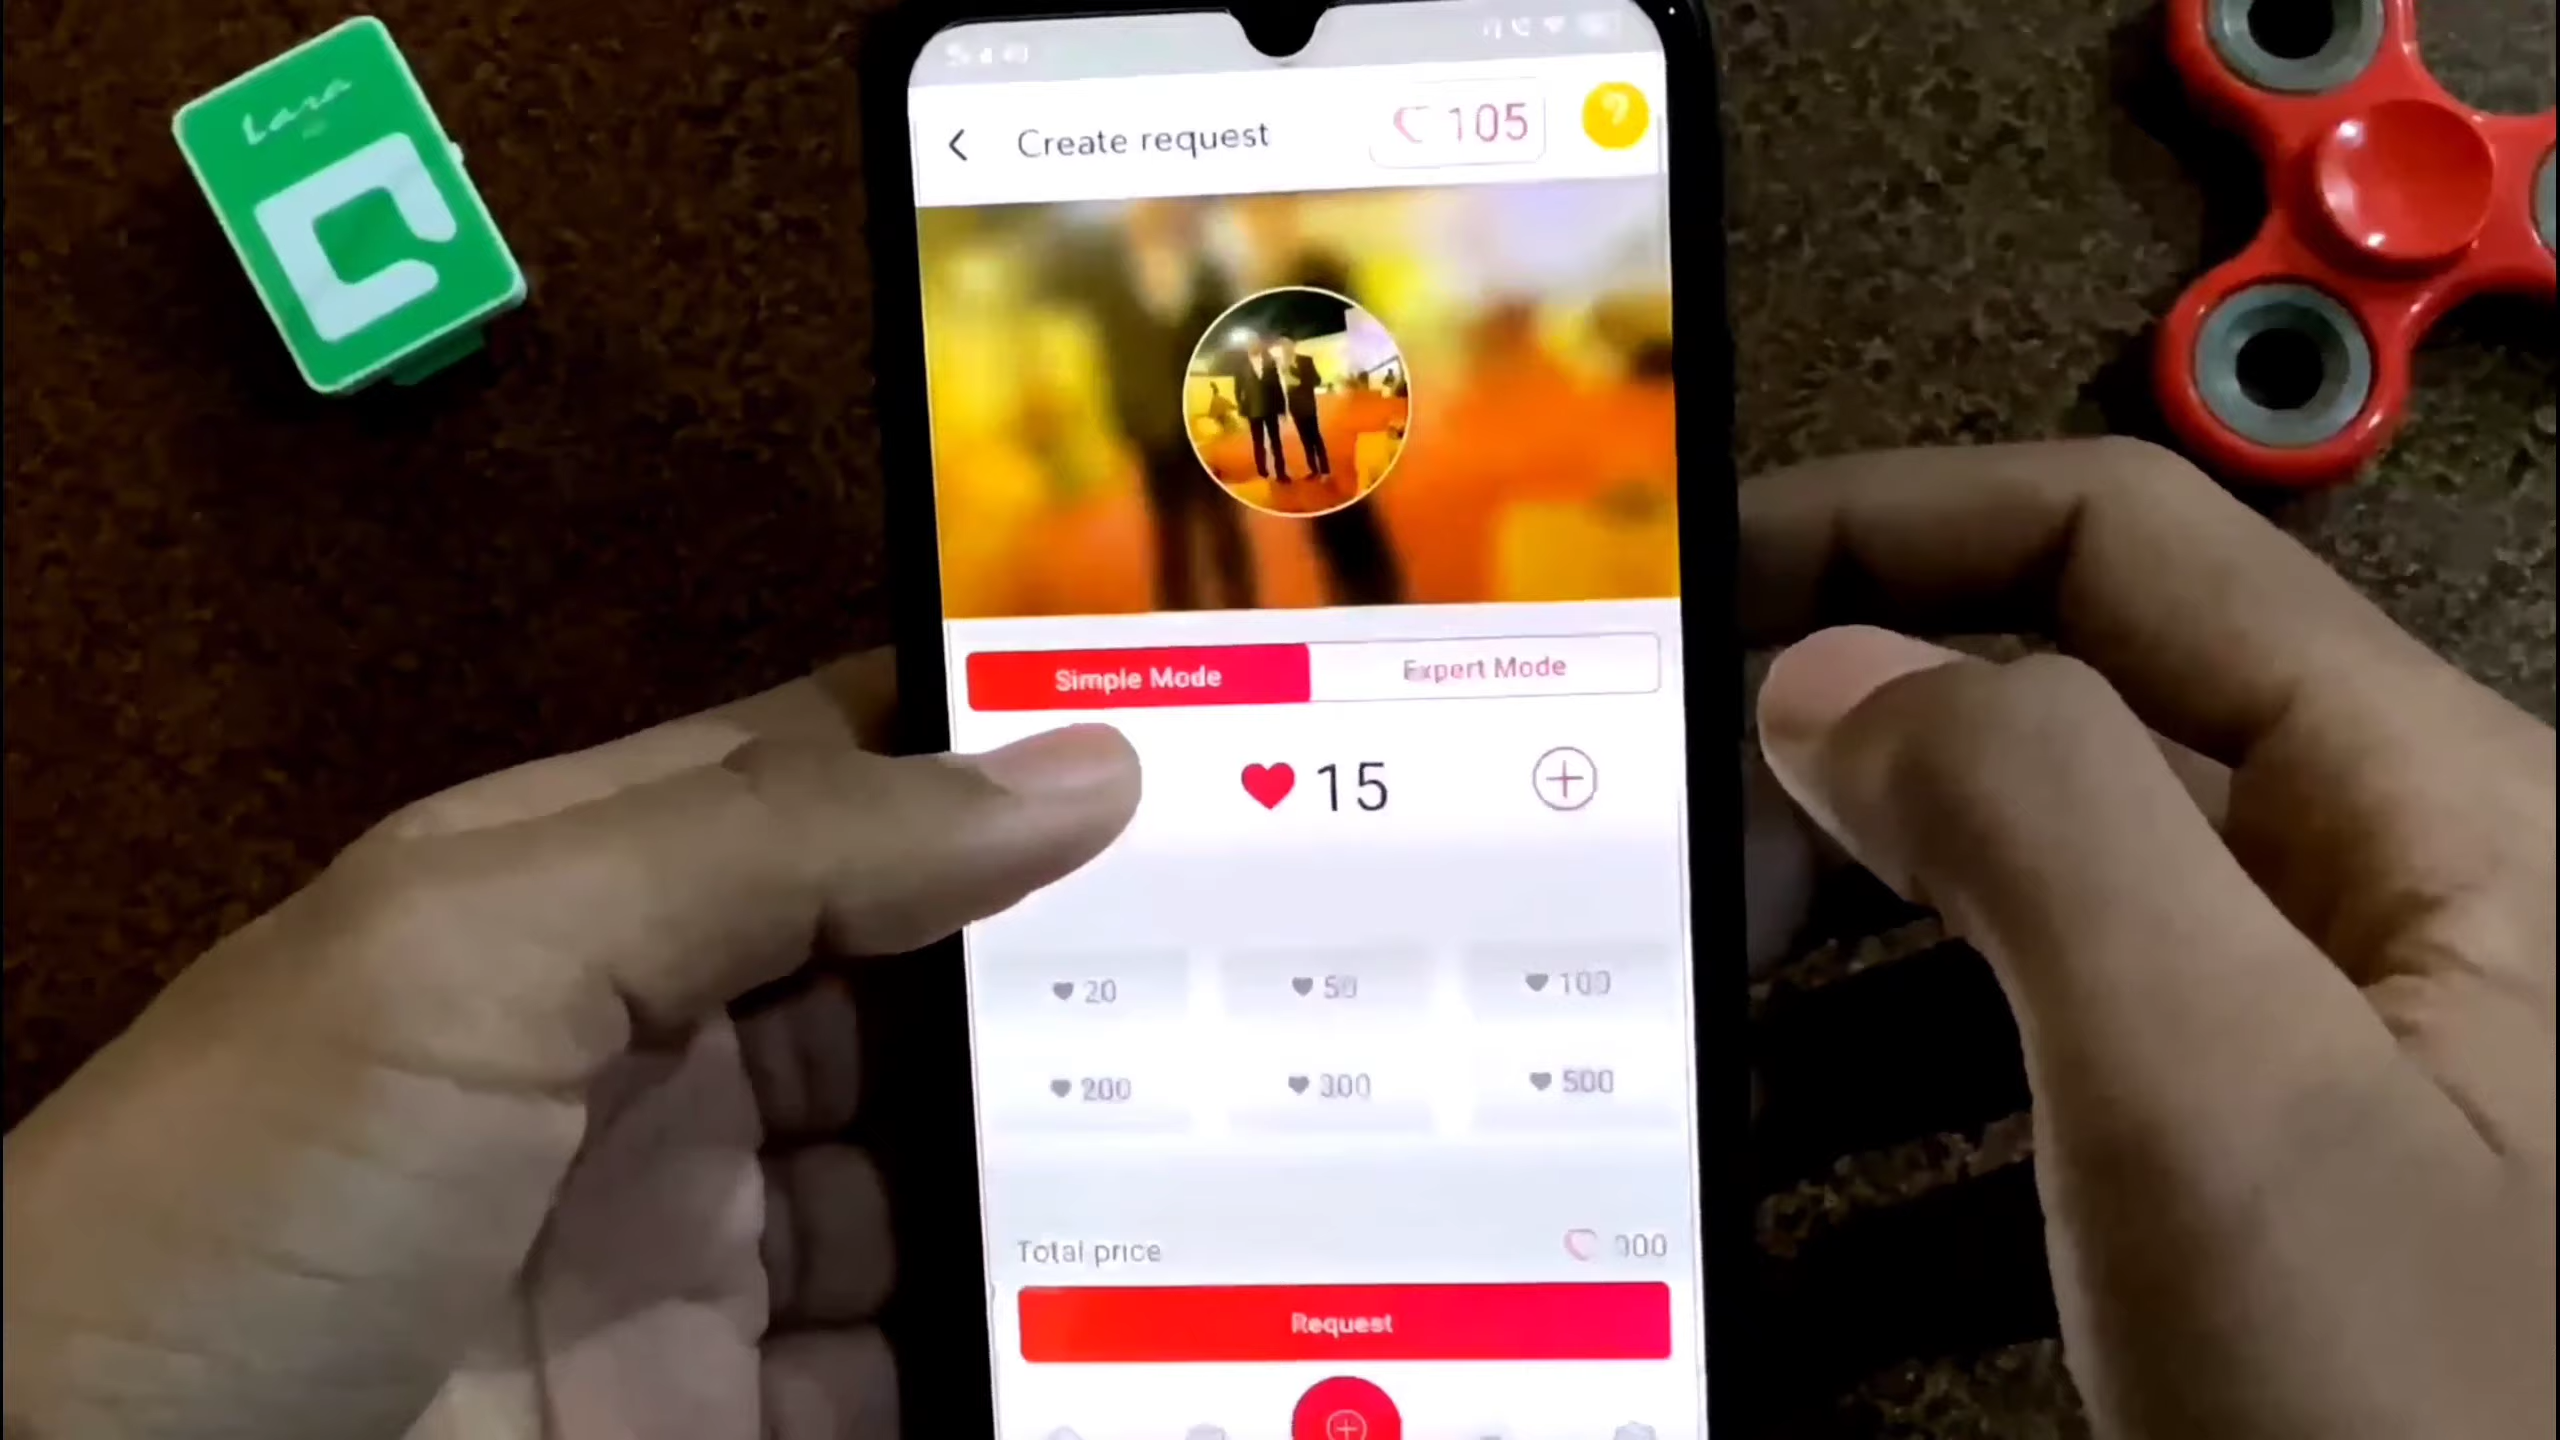 Lara
Create request
105
?
Simple Mode
Expert Mode
15
20
50
100
200
300
500
Total price
Request